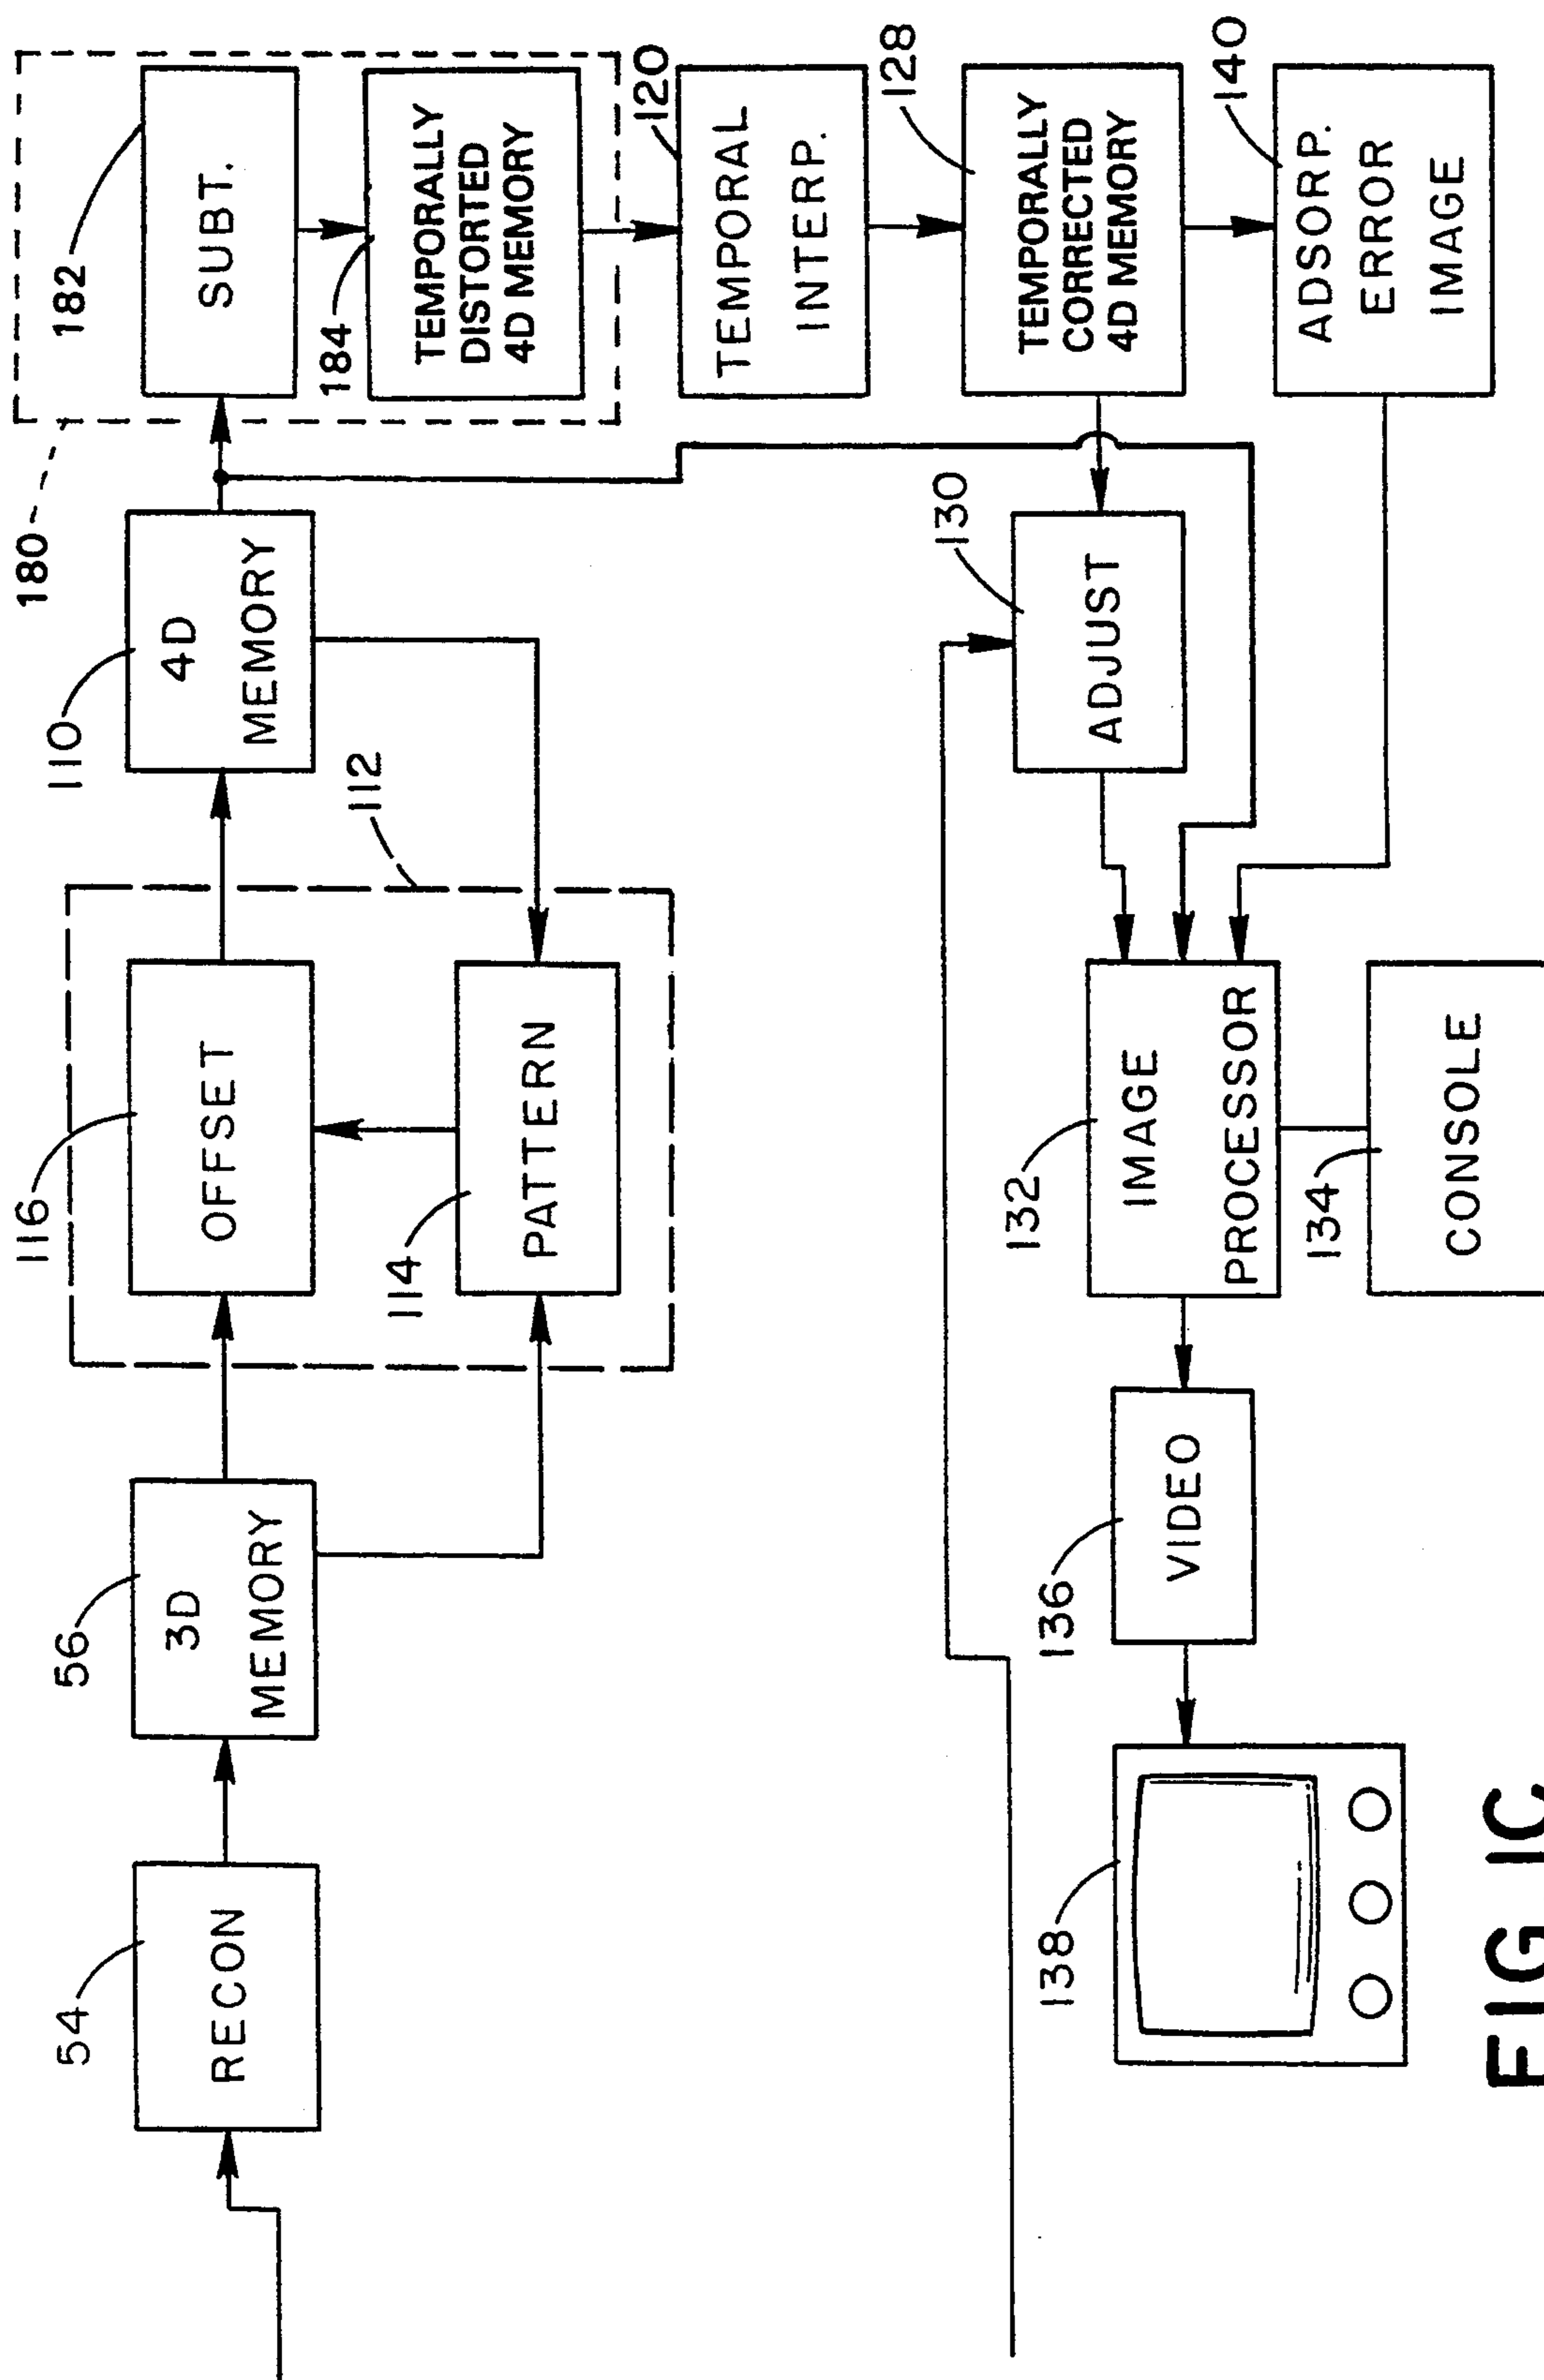 54
RECON
56
3D
MEMORY
116
OFFSET
112
114
PATTERN
110
4D
MEMORY
180
182
SUBT.
184
TEMPORALLY
DISTORTED
4D MEMORY
120
TEMPORAL
INTERP.
128
TEMPORALLY
CORRECTED
4D MEMORY
140
ADSORP.
ERROR
IMAGE
130
ADJUST
132
IMAGE
PROCESSOR
134
CONSOLE
136
VIDEO
138
FIG 1C